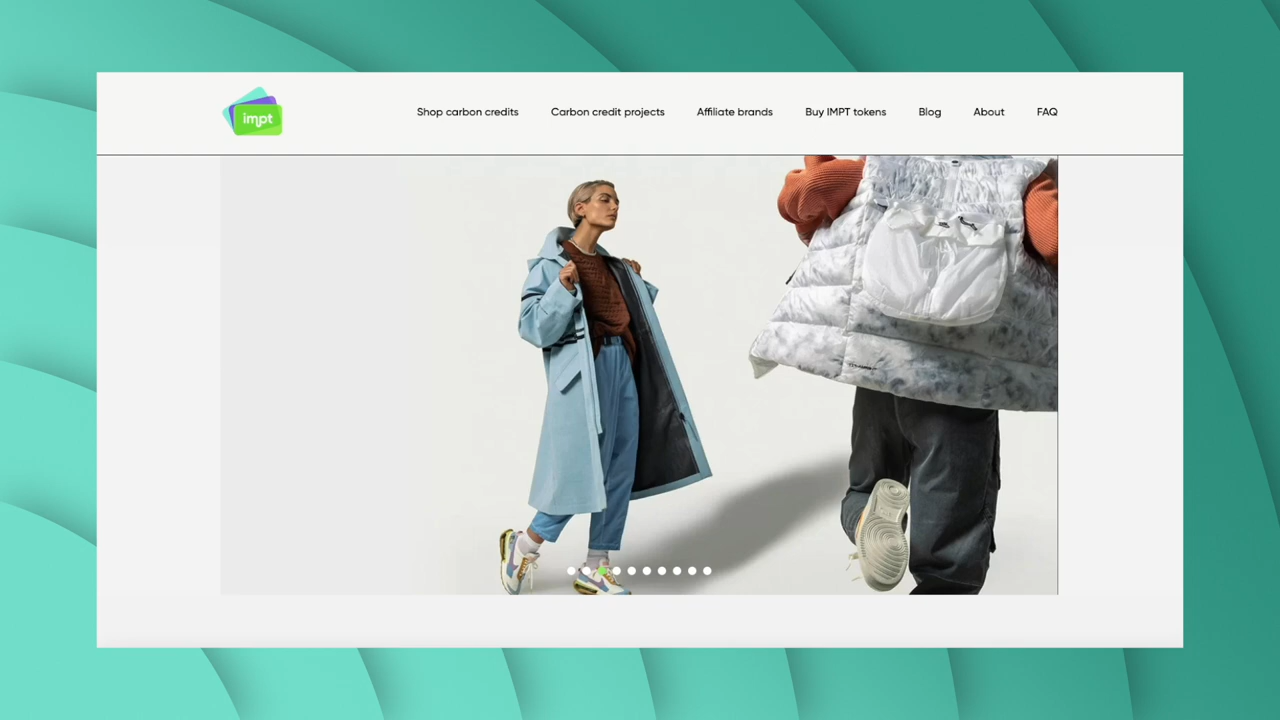 impt
Shop carbon credits
Carbon credit projects
Affiliate brands
Buy IMPT tokens
Blog
About
FAQ